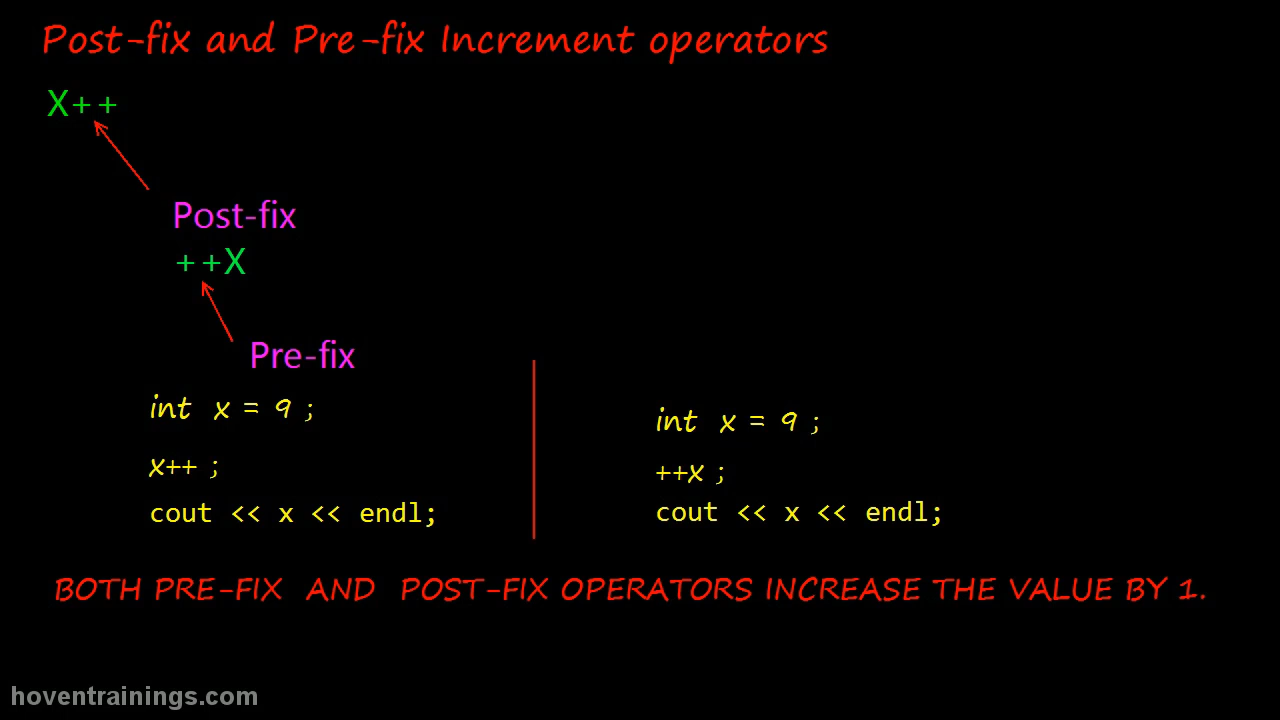 Post-fix and Pre-fix Increment operators
X++
Post-fix
++X
Pre-fix
int x = 9 ;
x++ ;
cout << x << endl;
int x = 9 ;
++x ;
cout << x << endl;
BOTH PRE-FIX AND POST-FIX OPERATORS INCREASE THE VALUE BY 1.
hoventrainings.com